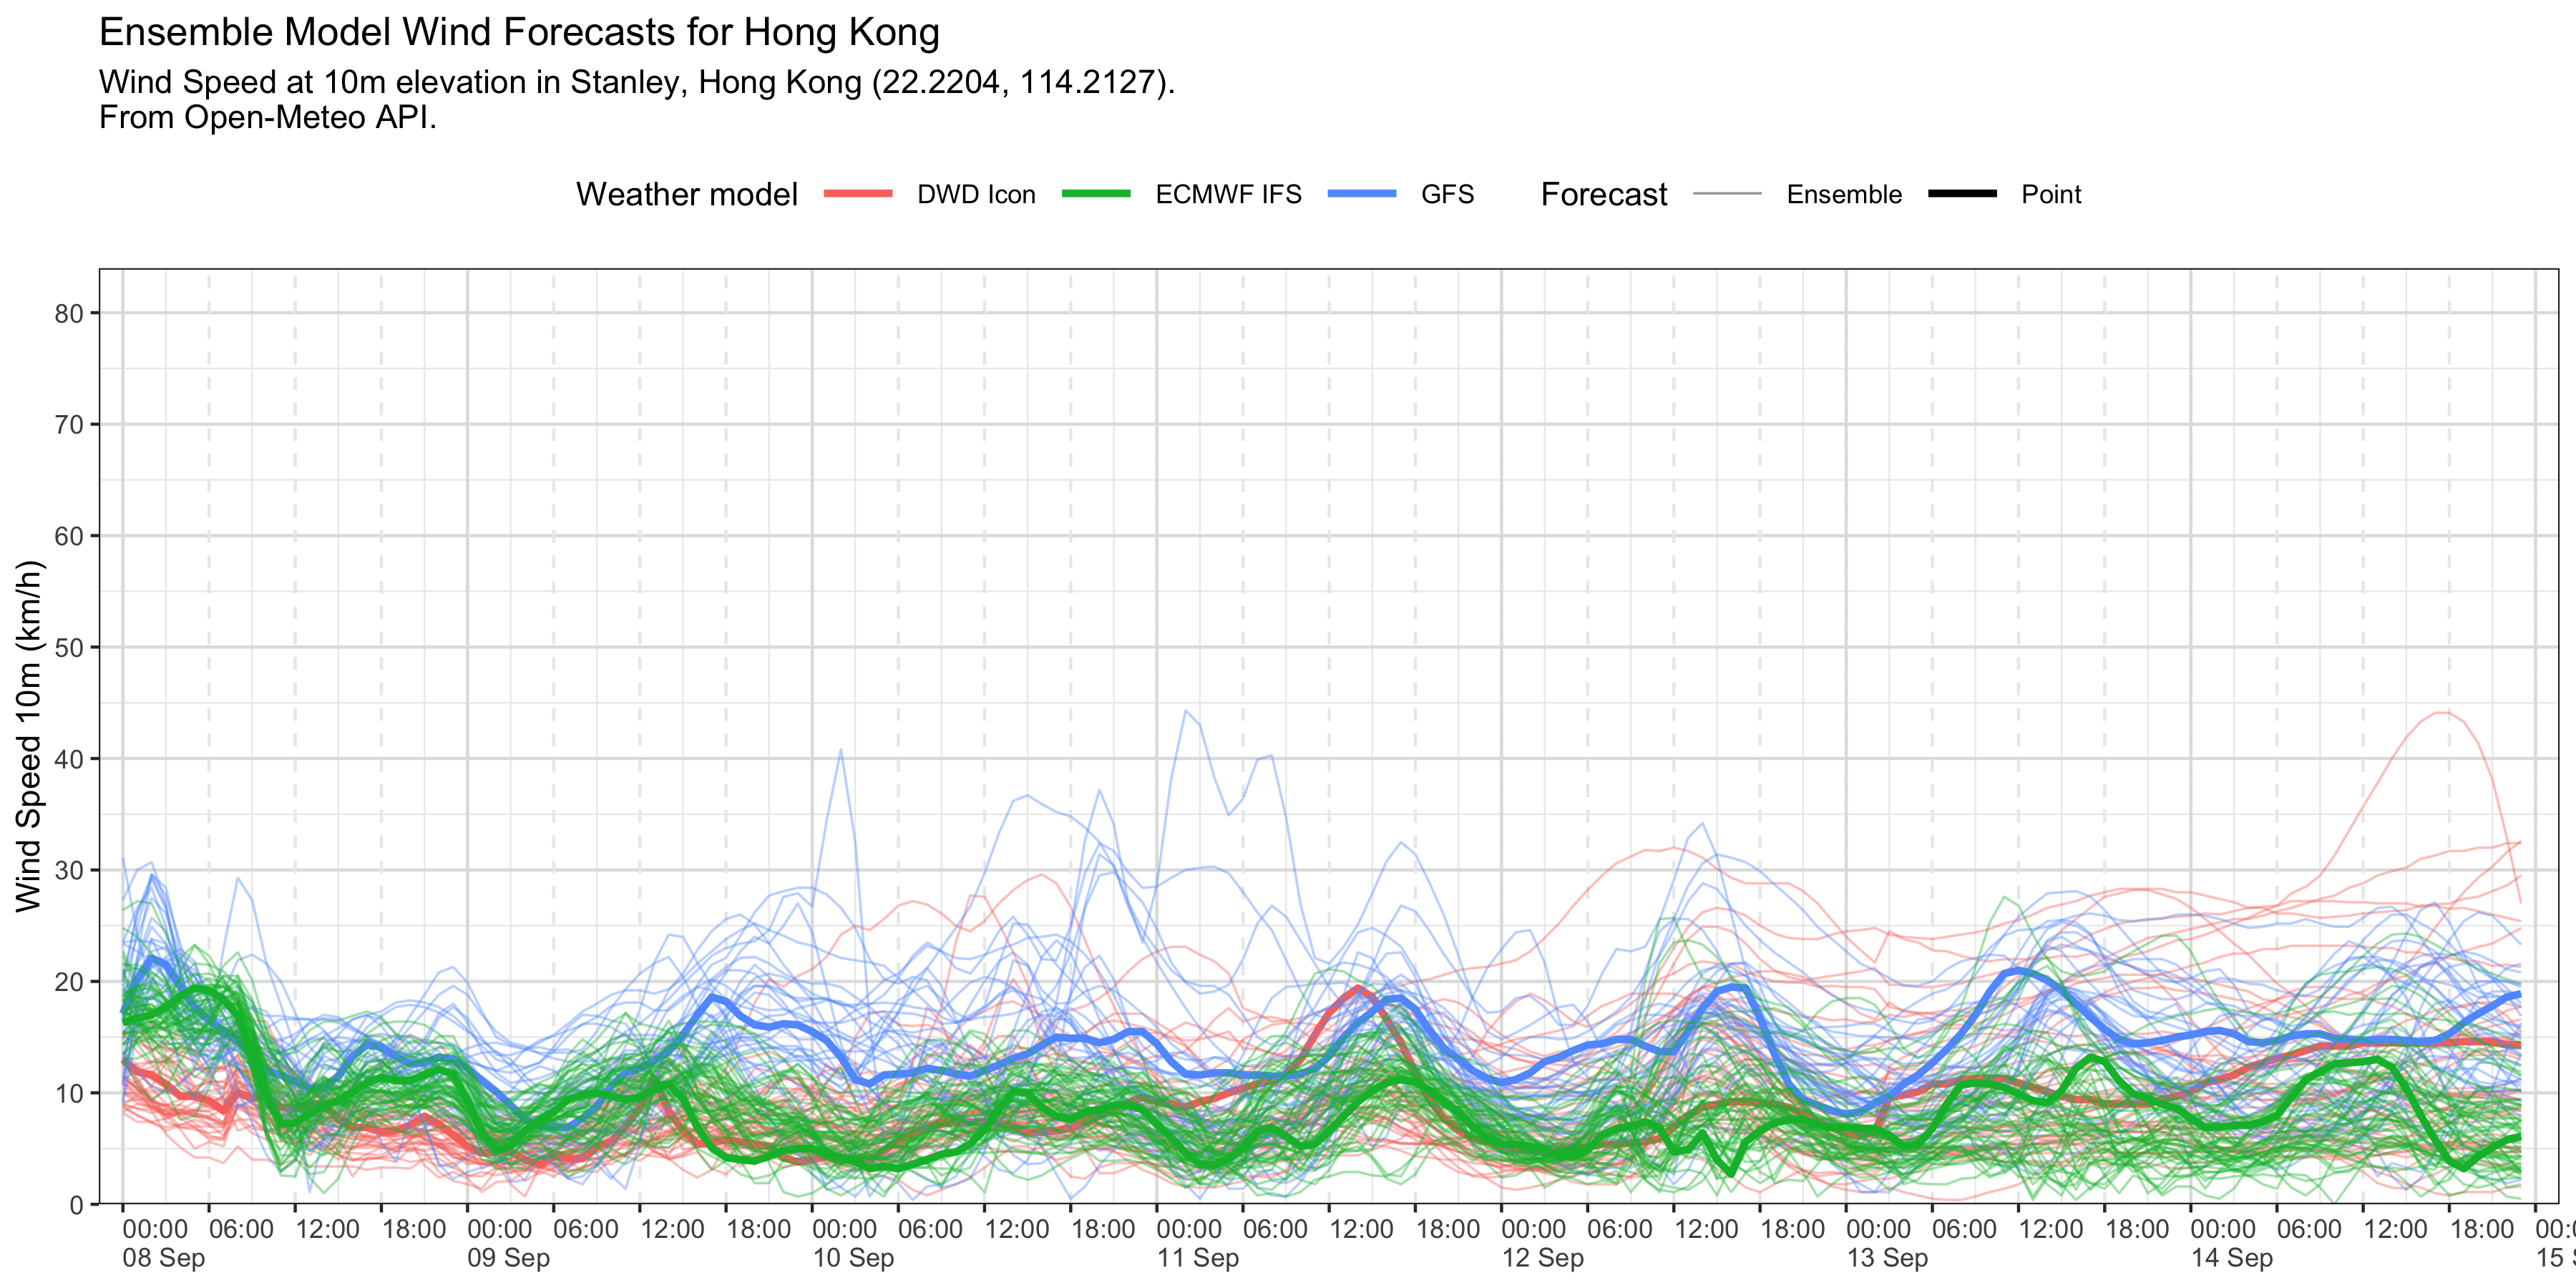 Ensemble Model Wind Forecasts for Hong Kong
Wind Speed at 10m elevation in Stanley, Hong Kong (22.2204, 114.2127).
From Open-Meteo API.
Weather model DWD Icon ECMWF IFS GFS Forecast Ensemble Point
Wind Speed 10m (km/h)
80
70
60
50
40
30
20
10
0
00:00 06:00 12:00 18:00 00:00 06:00 12:00 18:00 00:00 06:00 12:00 18:00 00:00 06:00 12:00 18:00 00:00 06:00 12:00 18:00 00:00 06:00 12:00 18:00 00:00 06:00 12:00 18:00 00:
08 Sep 09 Sep 10 Sep 11 Sep 12 Sep 13 Sep 14 Sep 15